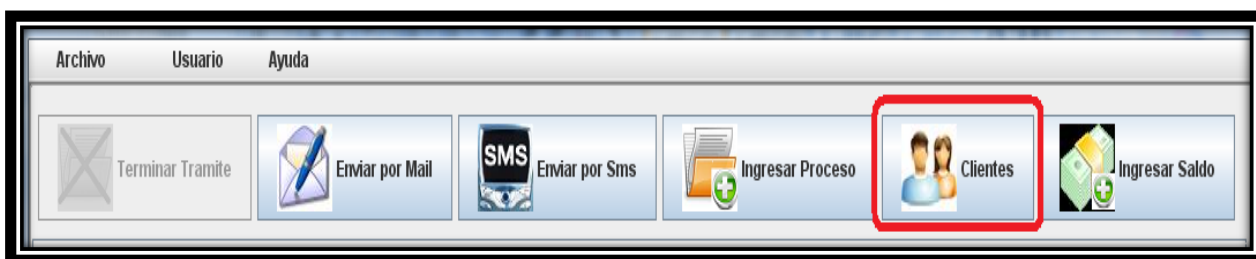 Archivo Usuario Ayuda
Terminar Tramite Enviar por Mail SMS Enviar por Sms Ingresar Proceso Clientes Ingresar Saldo